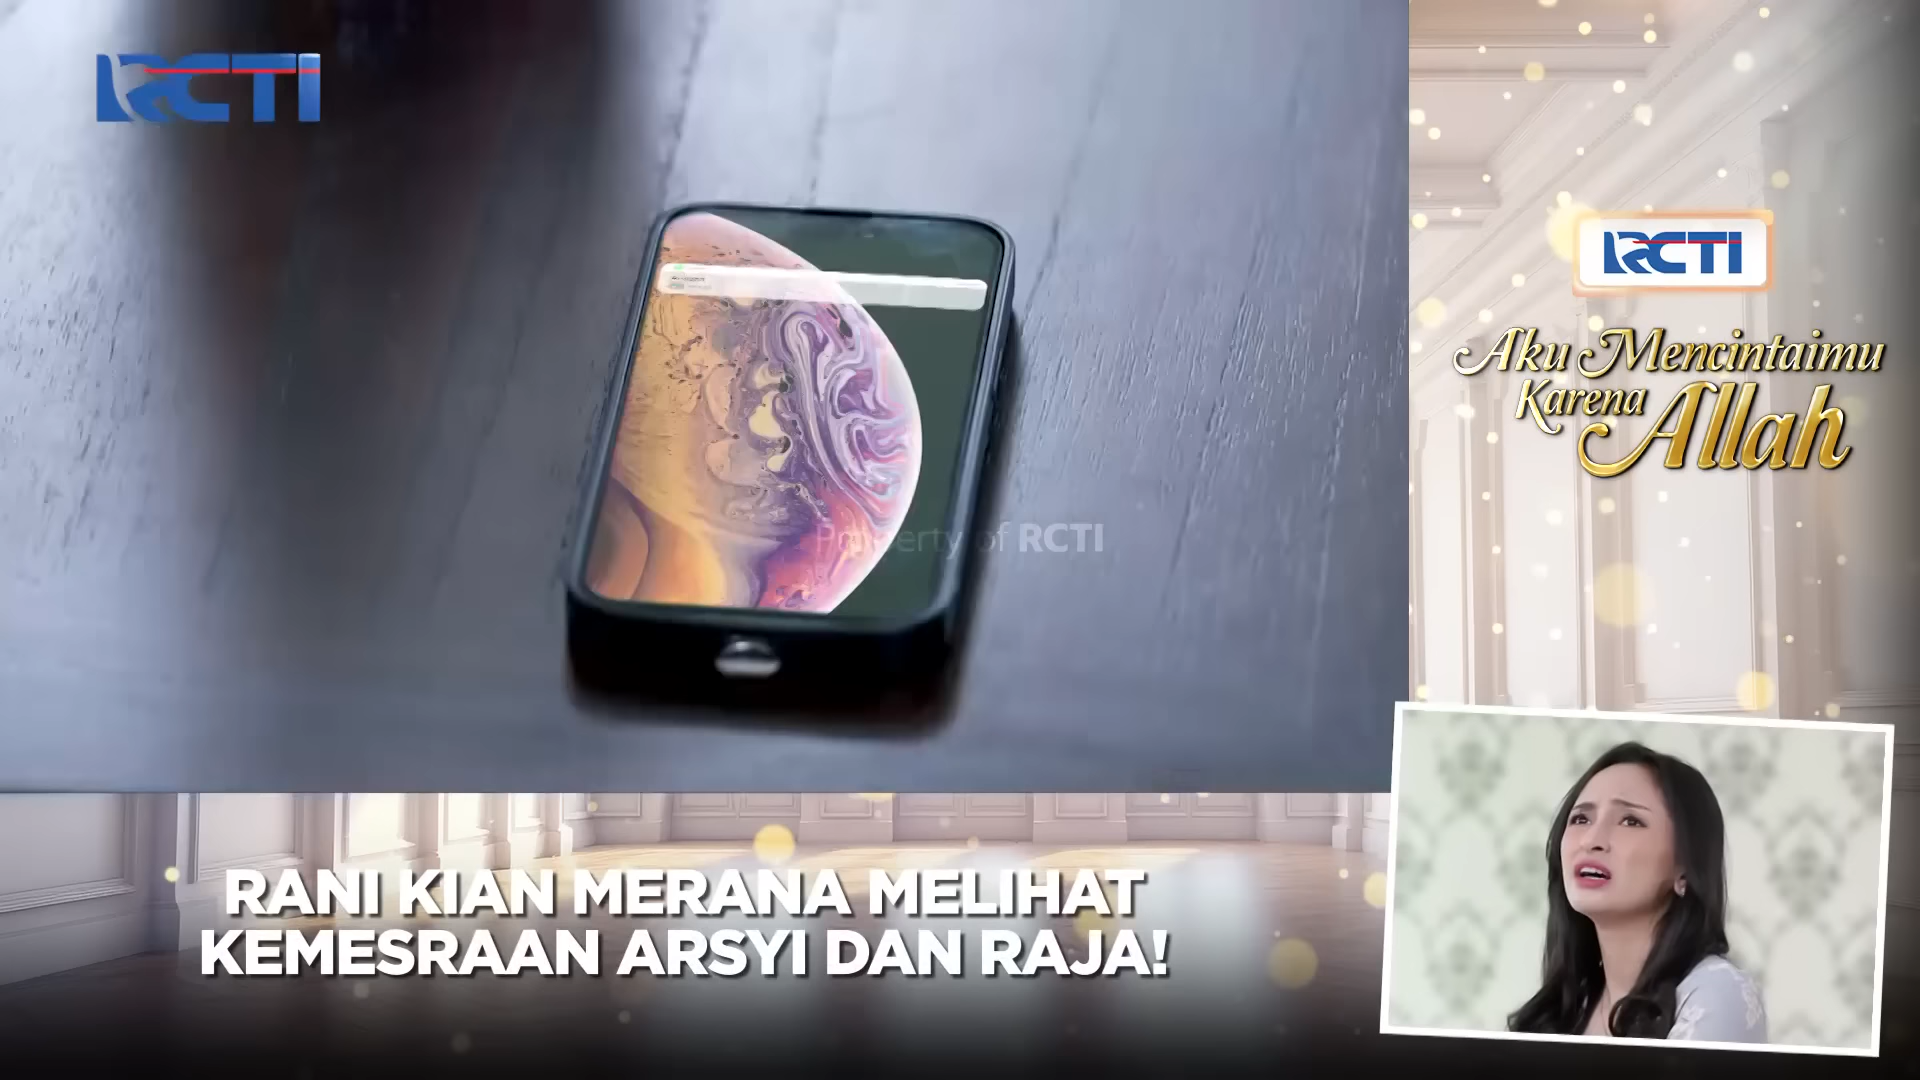 RCTI
Property of RCTI
RCTI
Aku Mencintaimu
Karena Allah
RANI KIAN MERANA MELIHAT
KEMESRAAN ARSYI DAN RAJA!